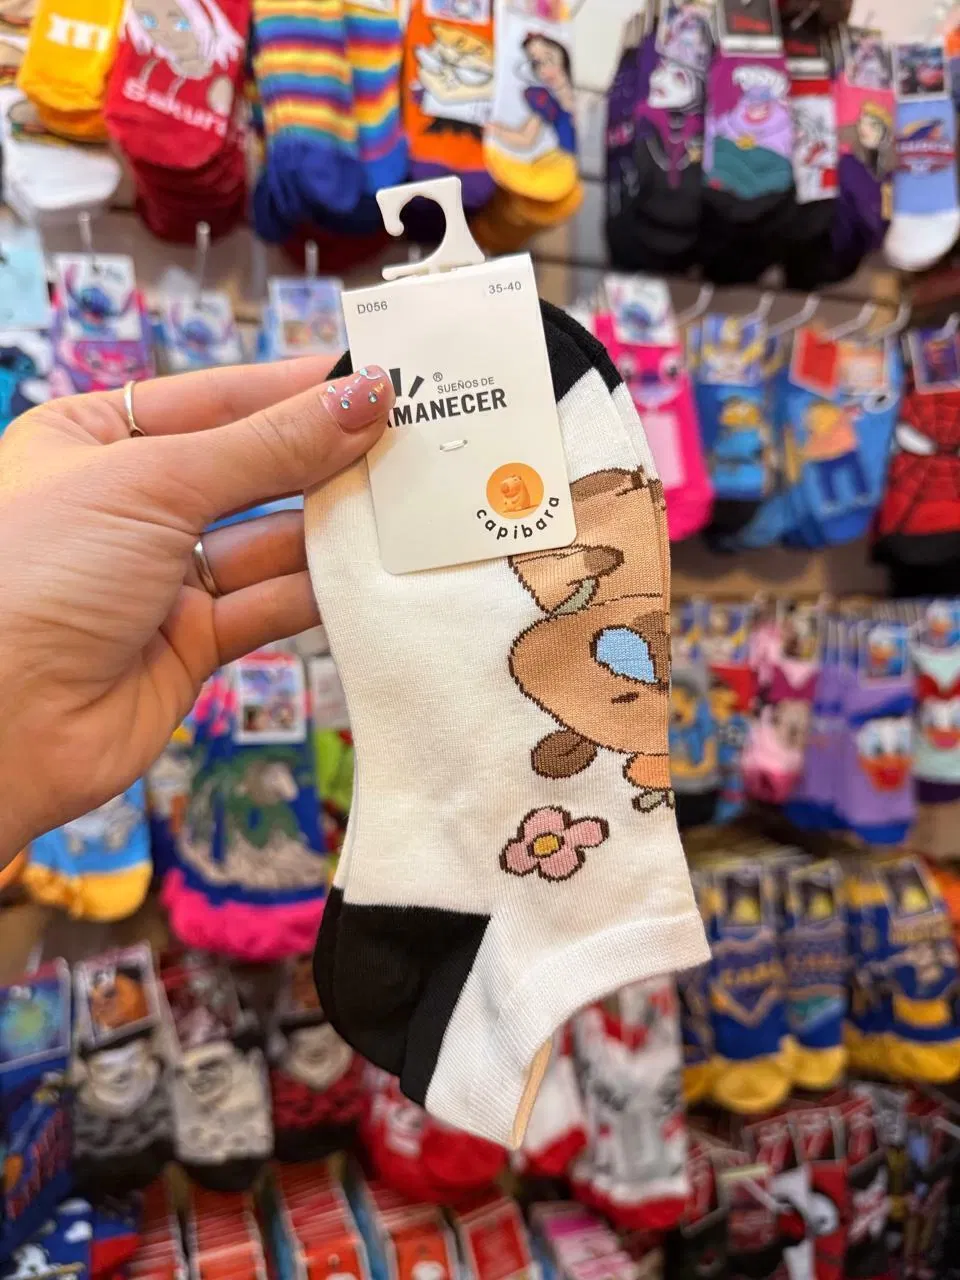 Sakura
D056
35-40
SUEÑOS DE
AMANECER
capibara